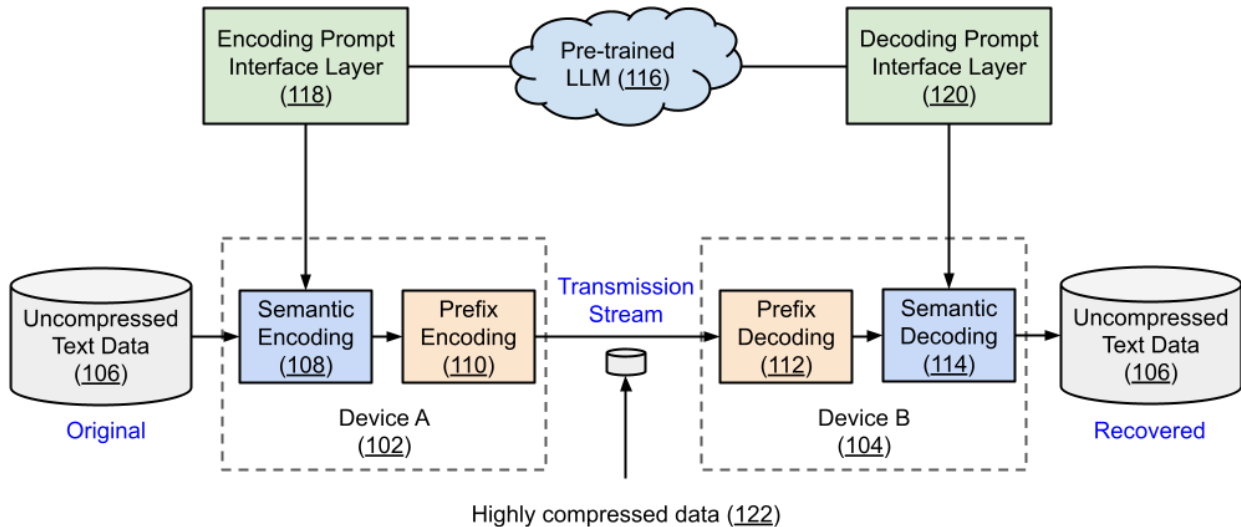 Encoding Prompt
Interface Layer
(118)
Pre-trained
LLM (116)
Decoding Prompt
Interface Layer
(120)
Uncompressed
Text Data
(106)
Original
Semantic
Encoding
(108)
Prefix
Encoding
(110)
Device A
(102)
Transmission
Stream
Prefix
Decoding
(112)
Semantic
Decoding
(114)
Device B
(104)
Uncompressed
Text Data
(106)
Recovered
Highly compressed data (122)